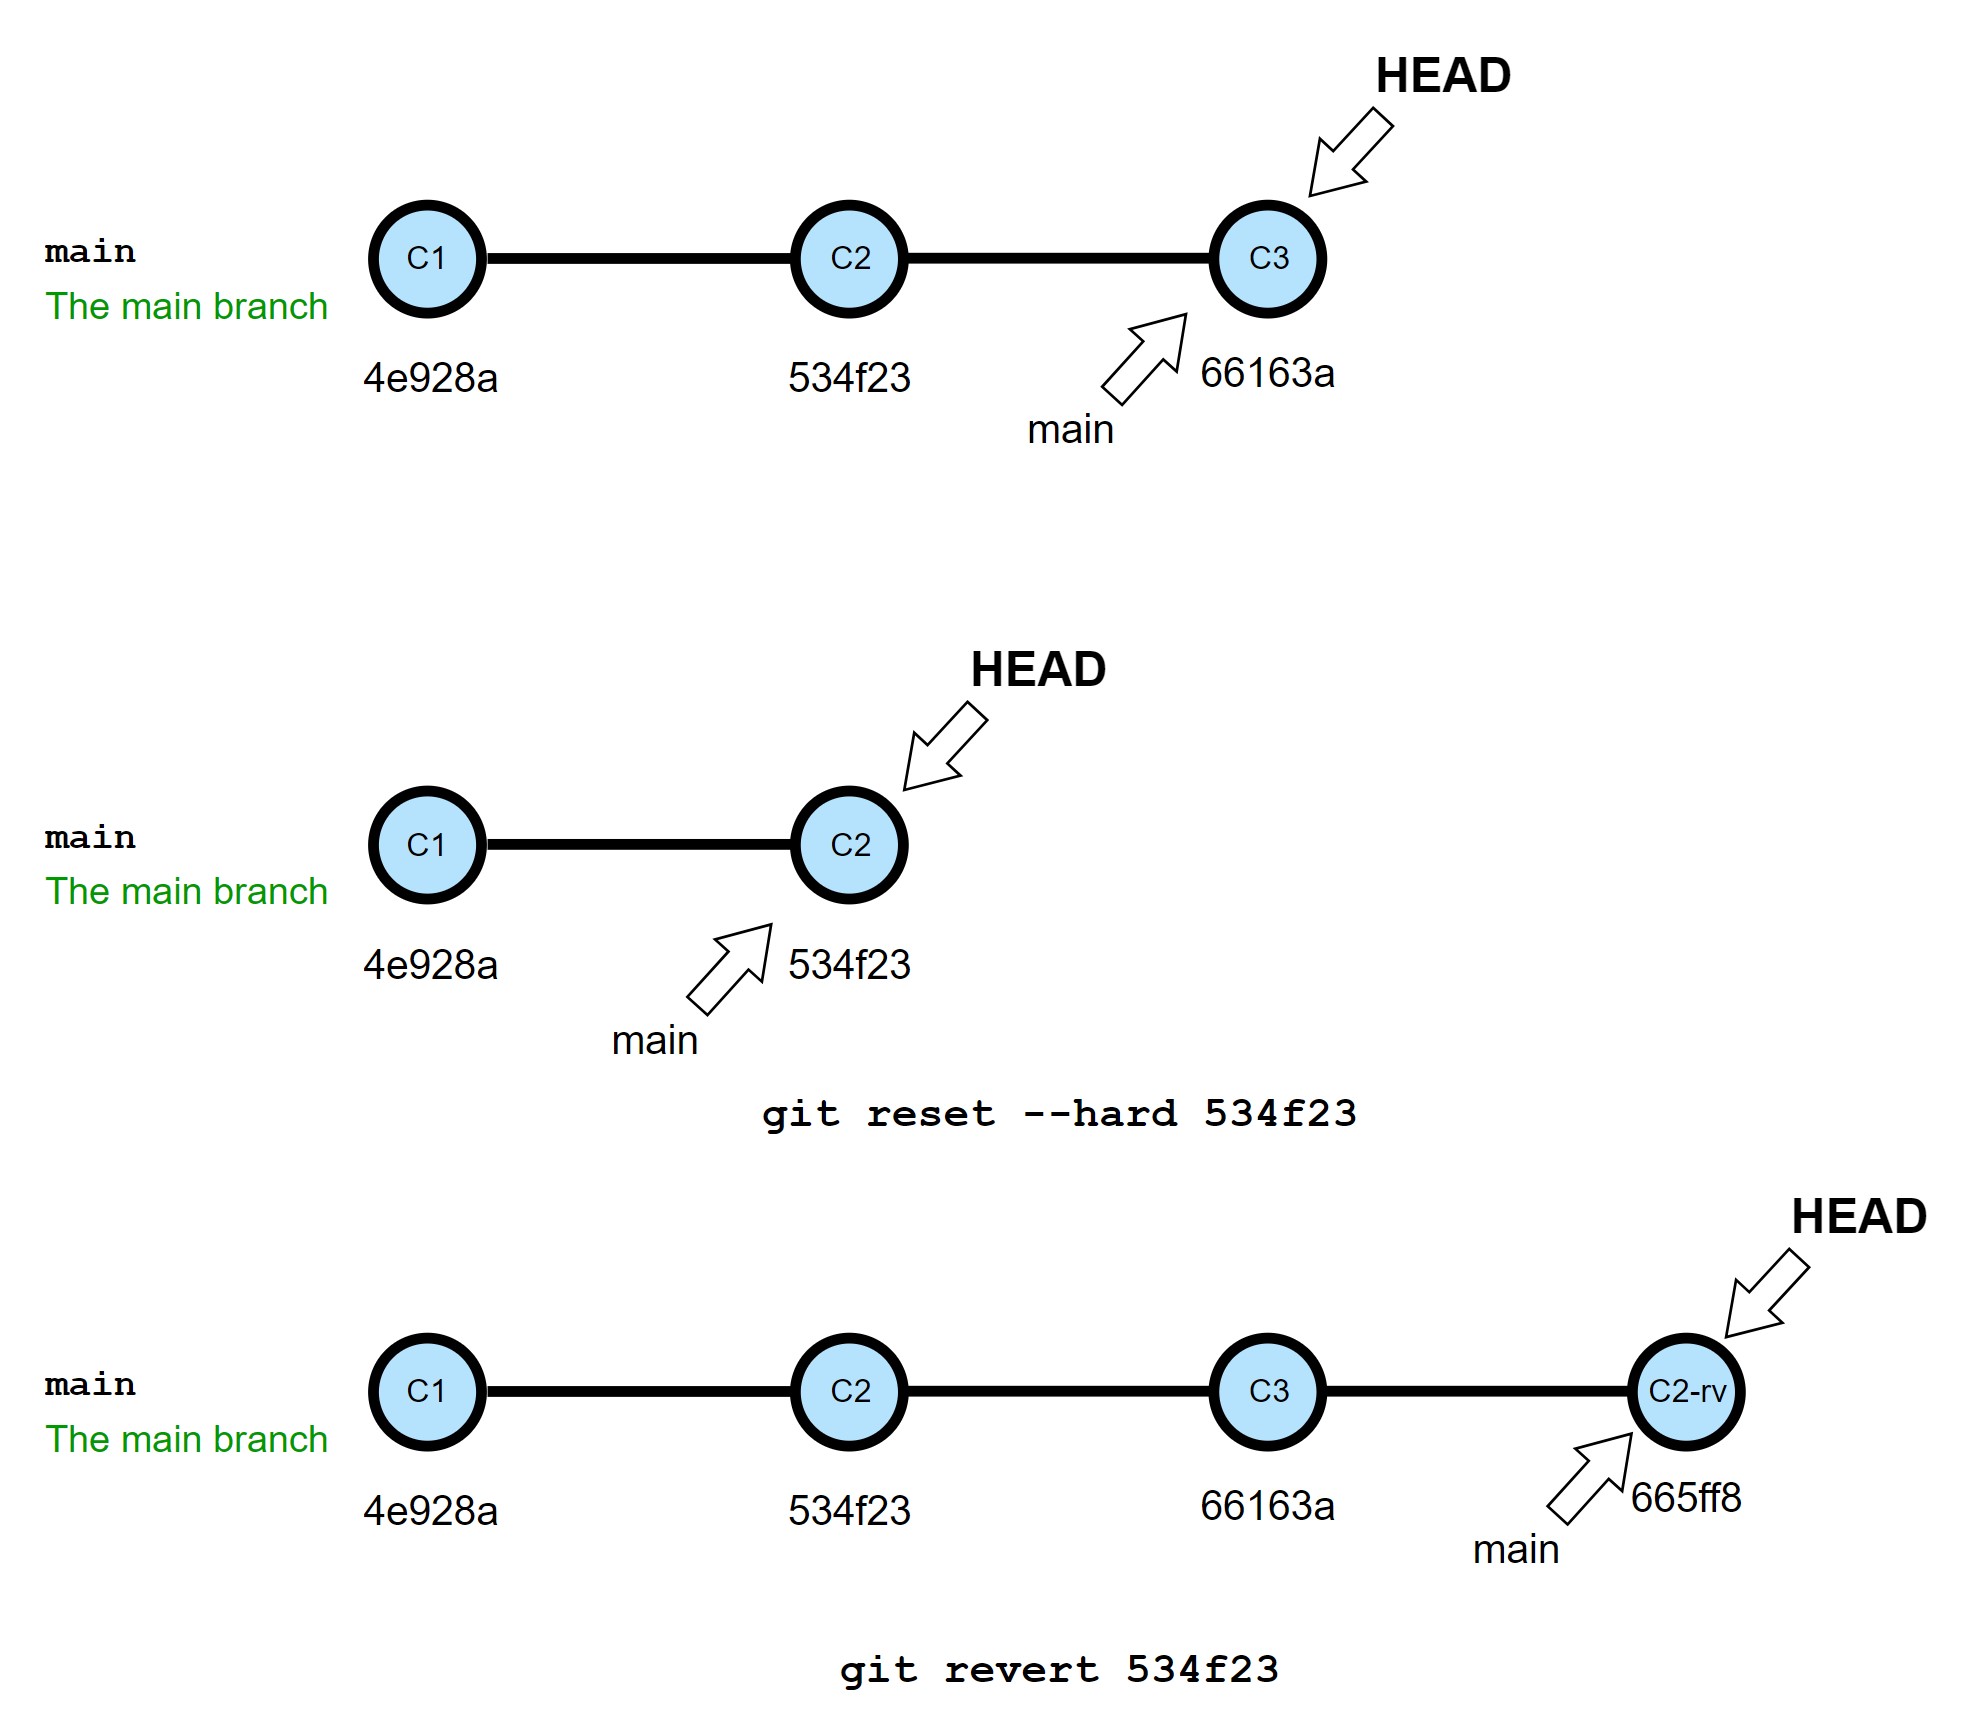 HEAD
main
The main branch
C1
C2
C3
4e928a
534f23
66163a
main
HEAD
main
The main branch
C1
C2
4e928a
534f23
main
git reset --hard 534f23
HEAD
main
The main branch
C1
C2
C3
C2-rv
4e928a
534f23
66163a
665ff8
main
git revert 534f23